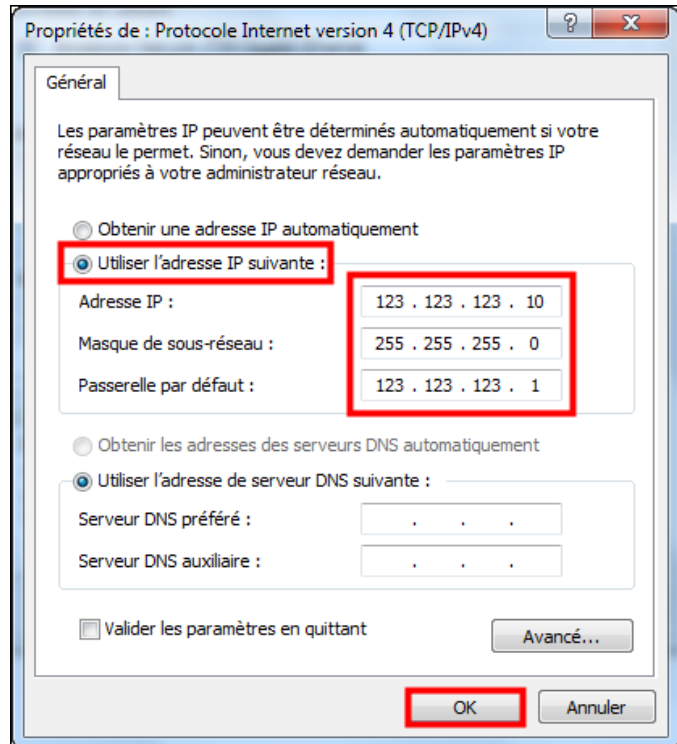 Propriétés de : Protocole Internet version 4 (TCP/IPv4)
? X
Général
Les paramètres IP peuvent être déterminés automatiquement si votre
réseau le permet. Sinon, vous devez demander les paramètres IP
appropriés à votre administrateur réseau.
Obtenir une adresse IP automatiquement
Utiliser l'adresse IP suivante :
Adresse IP : 123 . 123 . 123 . 10
Masque de sous-réseau : 255 . 255 . 255 . 0
Passerelle par défaut : 123 . 123 . 123 . 1
Obtenir les adresses des serveurs DNS automatiquement
Utiliser l'adresse de serveur DNS suivante :
Serveur DNS préféré : . . .
Serveur DNS auxiliaire : . . .
Valider les paramètres en quittant
Avancé...
OK Annuler